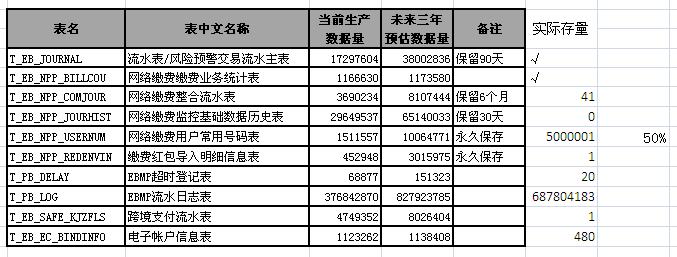 表名 表中文名称 当前生产数据量 未来三年预估数据量 备注 实际存量
T_EB_JOURNAL 流水表/风险预警交易流水主表 17297604 38002836 保留90天 √
T_EB_NPP_BILLCOU 网络缴费缴费业务统计表 1166630 1173580 √
T_EB_NPP_COMJOUR 网络缴费整合流水表 3690234 8107444 保留6个月 41
T_EB_NPP_JOURHIST 网络缴费监控基础数据历史表 29649537 65140033 保留30天 0
T_EB_NPP_USERNUM 网络缴费用户常用号码表 1511557 10064771 永久保存 5000001 50%
T_EB_NPP_REDENVIN 缴费红包导入明细信息表 452948 3015975 永久保存 1
T_PB_DELAY EBMP超时登记表 68877 151323 20
T_PB_LOG EBMP流水日志表 376842870 827923785 687804183
T_EB_SAFE_KJZFLS 跨境支付流水表 4749352 8026404 1
T_EB_EC_BINDINFO 电子帐户信息表 1123262 1138408 480